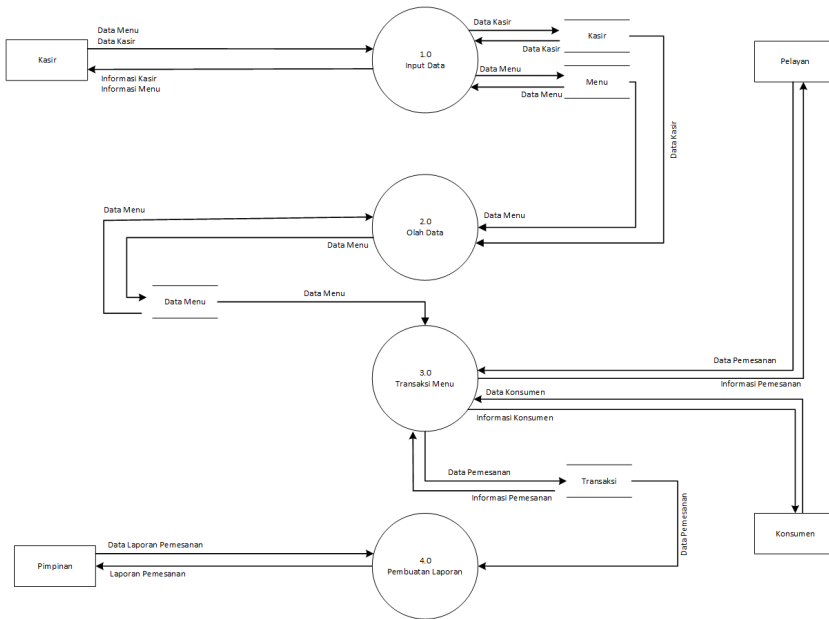 Data Menu
Data Kasir
Kasir
Informasi Kasir
Informasi Menu
1.0
Input Data
Data Kasir
Data Kasir
Kasir
Data Menu
Data Menu
Menu
Pelayan
Data Kasir
Data Menu
2.0
Olah Data
Data Menu
Data Menu
Data Menu
Data Menu
3.0
Transaksi Menu
Data Pemesanan
Informasi Pemesanan
Data Konsumen
Informasi Konsumen
Data Pemesanan
Informasi Pemesanan
Transaksi
Data Pemesanan
Konsumen
Pimpinan
Data Laporan Pemesanan
Laporan Pemesanan
4.0
Pembuatan Laporan